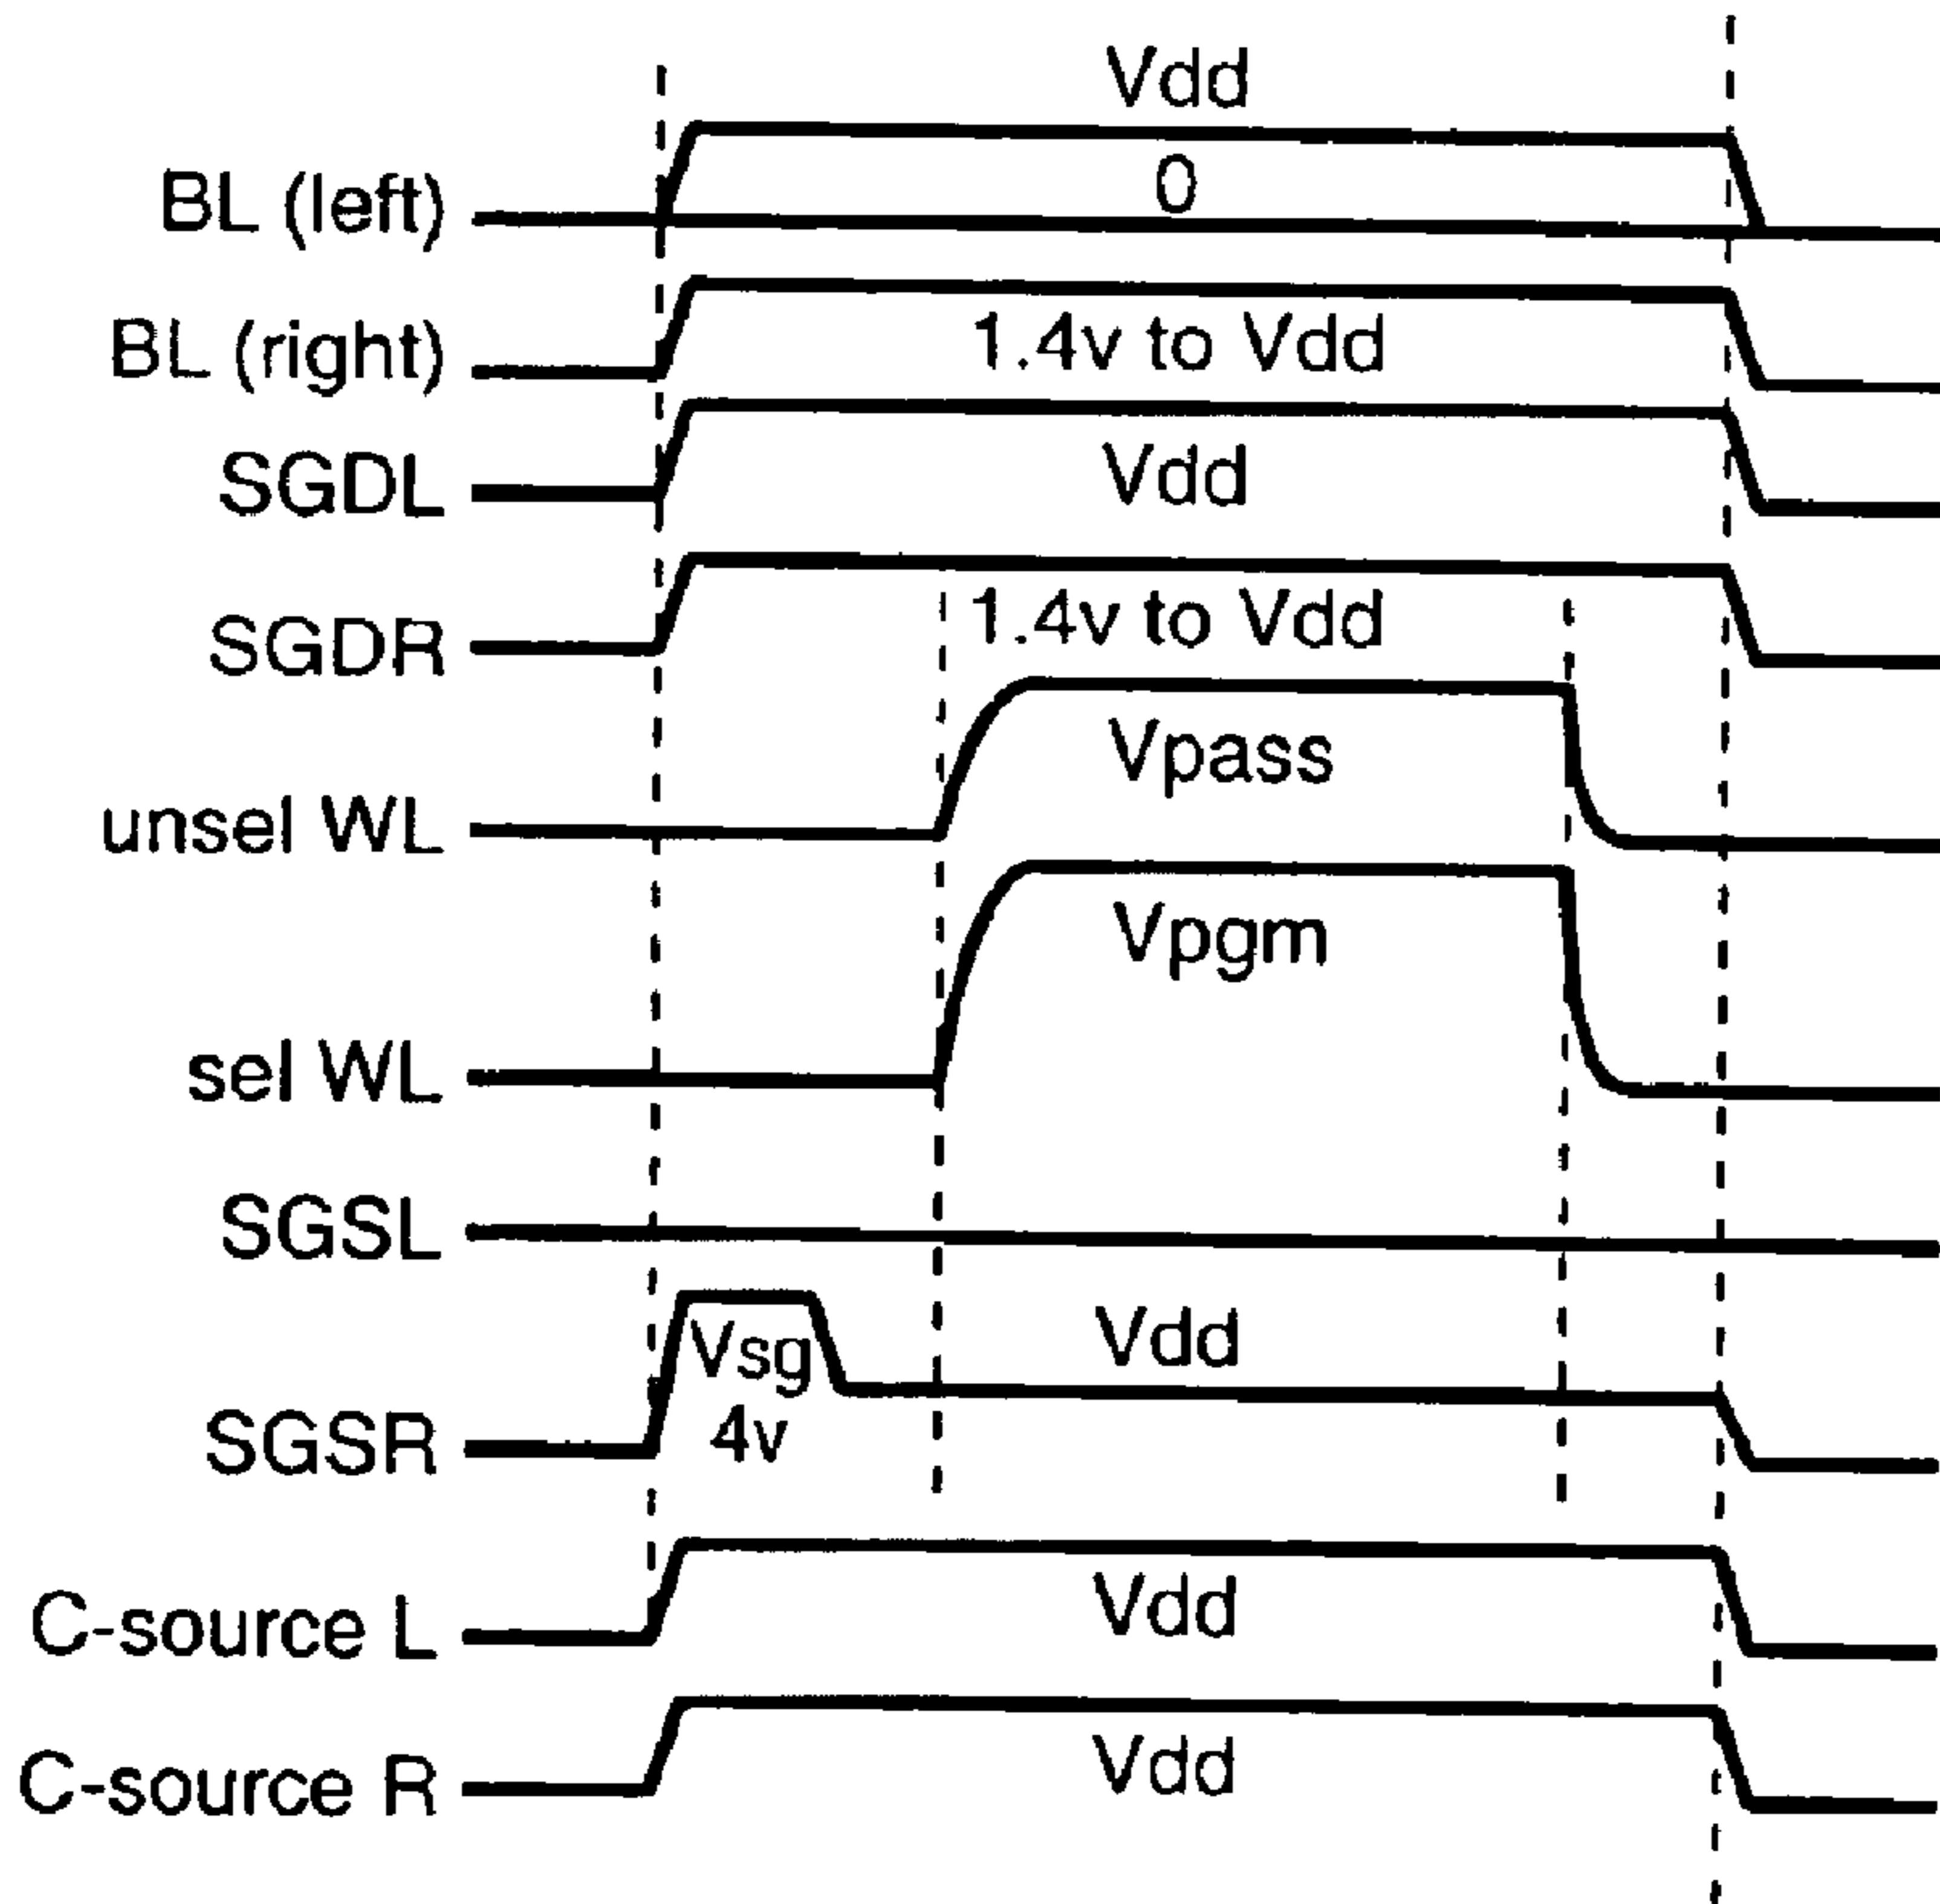 Vdd
BL (left)
0
BL (right)
1.4v to Vdd
SGDL
Vdd
SGDR
1.4v to Vdd
unsel WL
Vpass
sel WL
Vpgm
SGSL
SGSR
Vsg
4v
Vdd
C-source L
Vdd
C-source R
Vdd